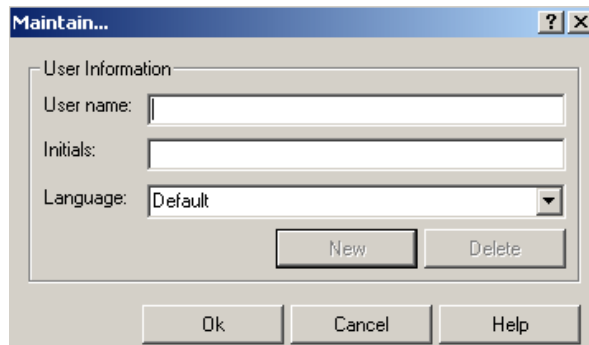 Maintain...
User Information
User name:
Initials:
Language: Default
New Delete
Ok Cancel Help